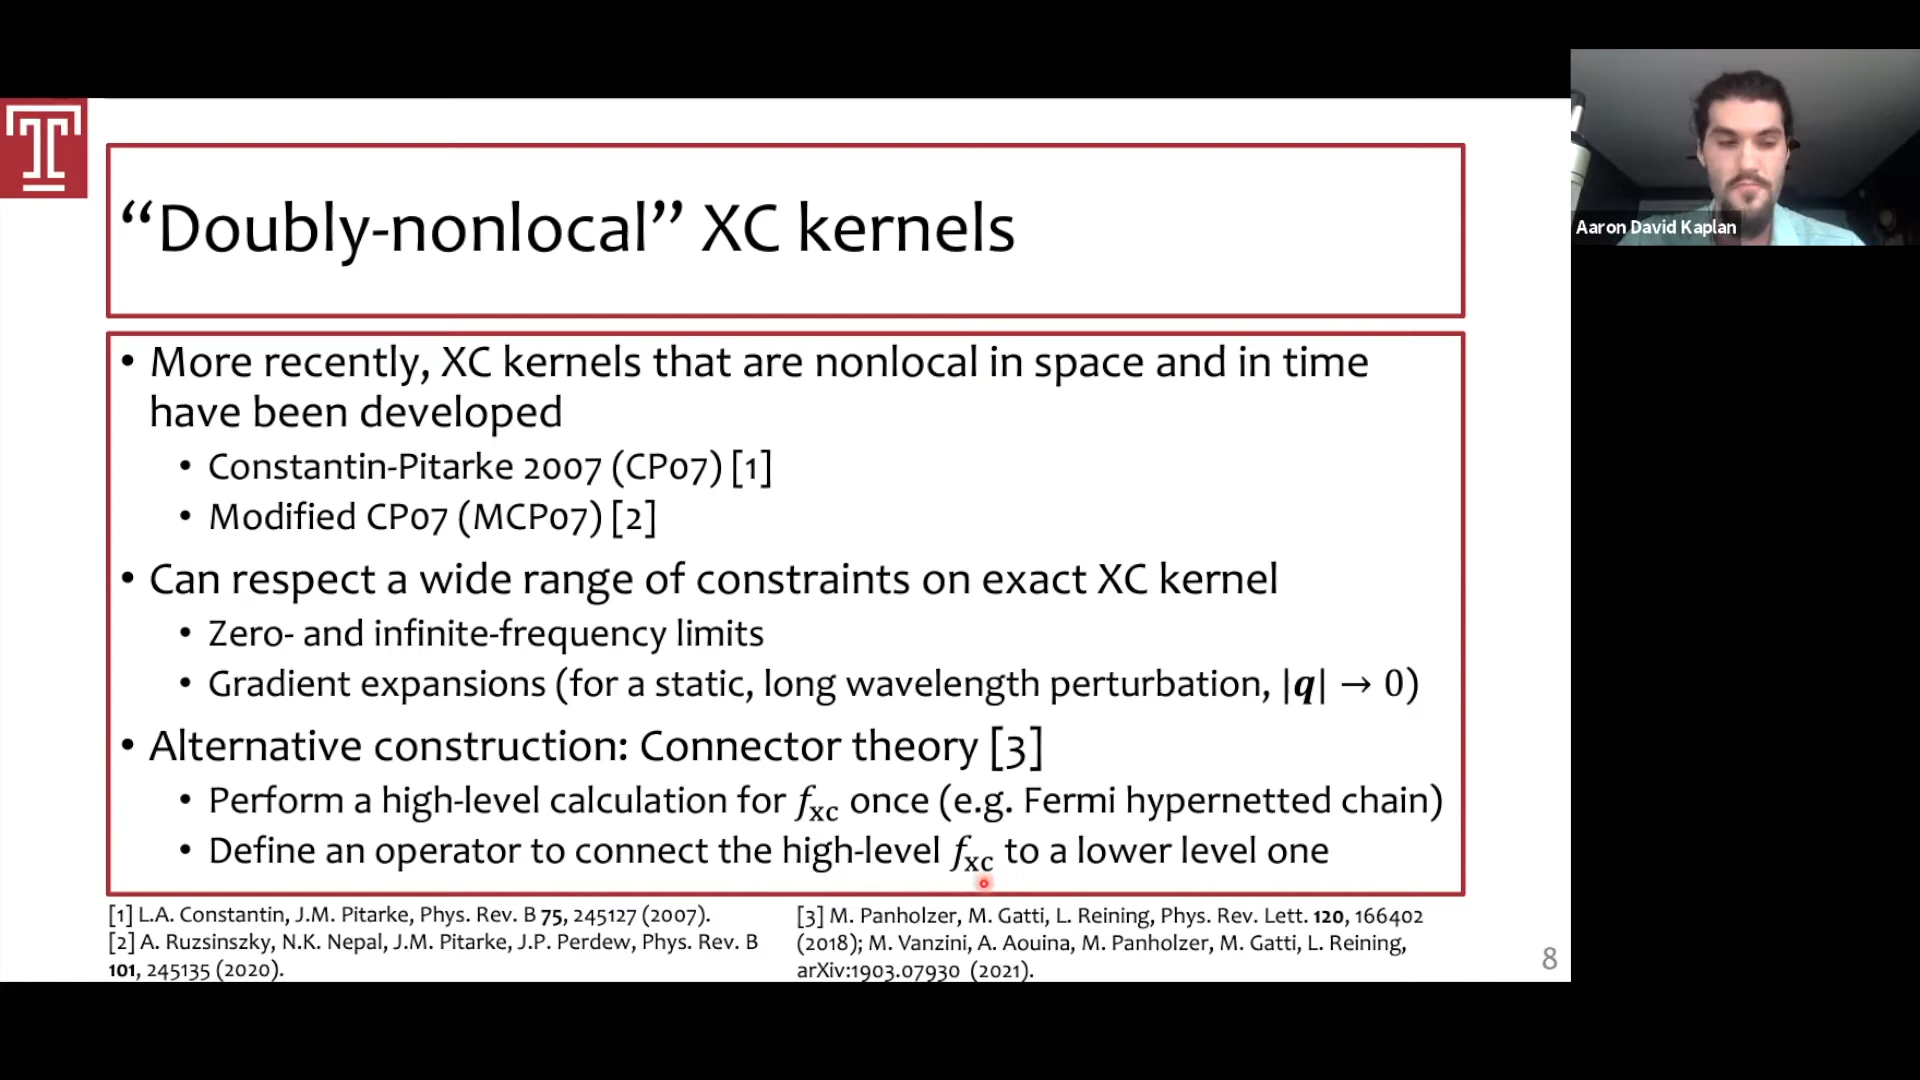 T
“Doubly-nonlocal” XC kernels
• More recently, XC kernels that are nonlocal in space and in time
have been developed
• Constantin-Pitarke 2007 (CP07) [1]
• Modified CP07 (MCP07) [2]
• Can respect a wide range of constraints on exact XC kernel
• Zero- and infinite-frequency limits
• Gradient expansions (for a static, long wavelength perturbation, |q| → 0)
• Alternative construction: Connector theory [3]
• Perform a high-level calculation for fxc once (e.g. Fermi hypernetted chain)
• Define an operator to connect the high-level fxc to a lower level one
[1] L.A. Constantin, J.M. Pitarke, Phys. Rev. B 75, 245127 (2007).
[2] A. Ruzsinszky, N.K. Nepal, J.M. Pitarke, J.P. Perdew, Phys. Rev. B
101, 245135 (2020).
[3] M. Panholzer, M. Gatti, L. Reining, Phys. Rev. Lett. 120, 166402
(2018); M. Vanzini, A. Aouina, M. Panholzer, M. Gatti, L. Reining,
arXiv:1903.07930 (2021).
8
Aaron David Kaplan